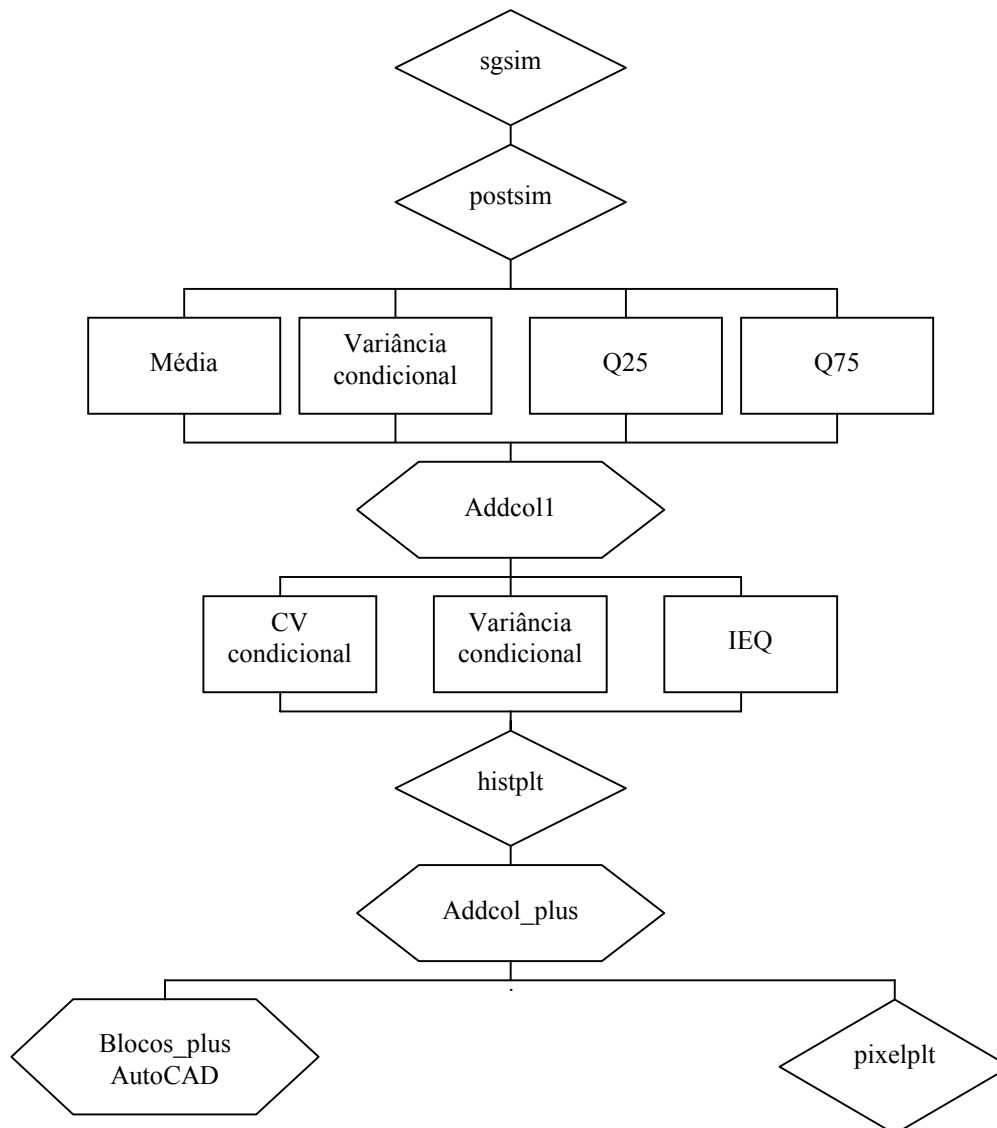 sgsim
postsim
Média
Variância
condicional
Q25
Q75
Addcol1
CV
condicional
Variância
condicional
IEQ
histplt
Addcol_plus
Blocos_plus
AutoCAD
pixelplt